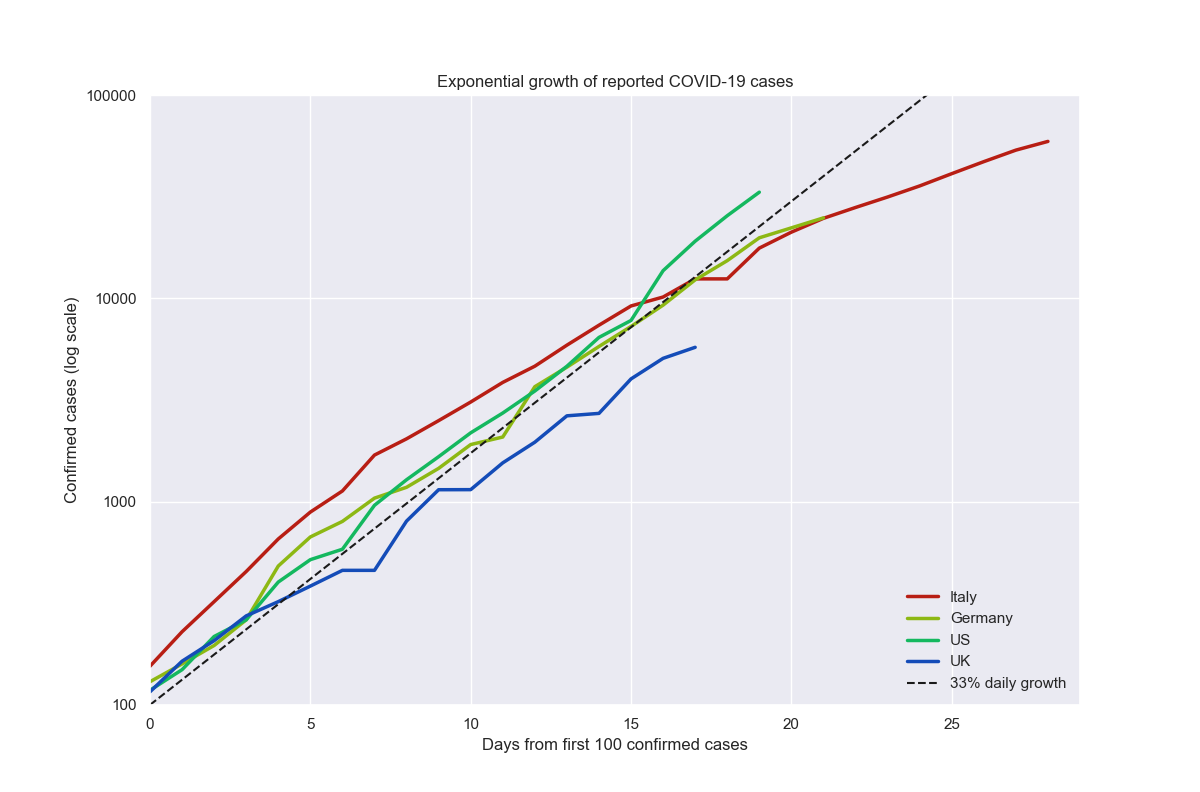 Exponential growth of reported COVID-19 cases
100000
10000
1000
100
Confirmed cases (log scale)
0 5 10 15 20 25
Days from first 100 confirmed cases
Italy
Germany
US
UK
33% daily growth